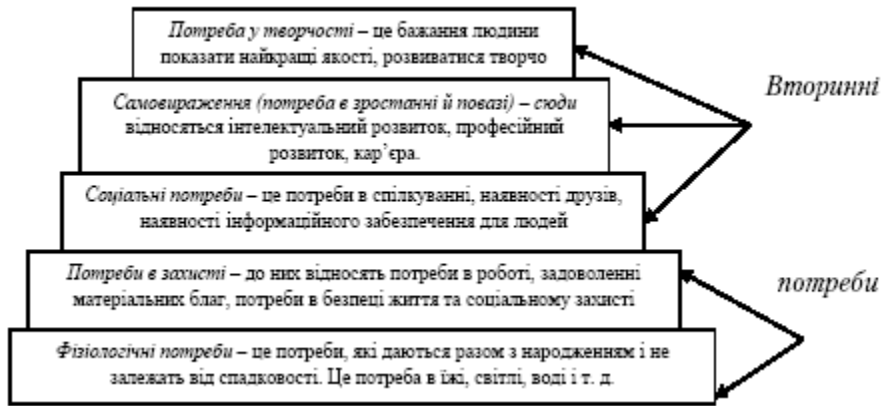 Потреба у творчості – це бажання людини
показати найкращі якості, розвиватися творчо
Самовираження (потреба в зростанні й повазі) – сюди
відносяться інтелектуальний розвиток, професійний
розвиток, кар’єра.
Соціальні потреби – це потреби в спілкуванні, наявності друзів,
наявності інформаційного забезпечення для людей
Потреби в захисті – до них відносять потреби в роботі, задоволенні
матеріальних благ, потреби в безпеці життя та соціальному захисті
Фізіологічні потреби – це потреби, які даються разом з народженням і не
залежать від спадковості. Це потреба в їжі, світлі, воді і т. д.
Вторинні
потреби